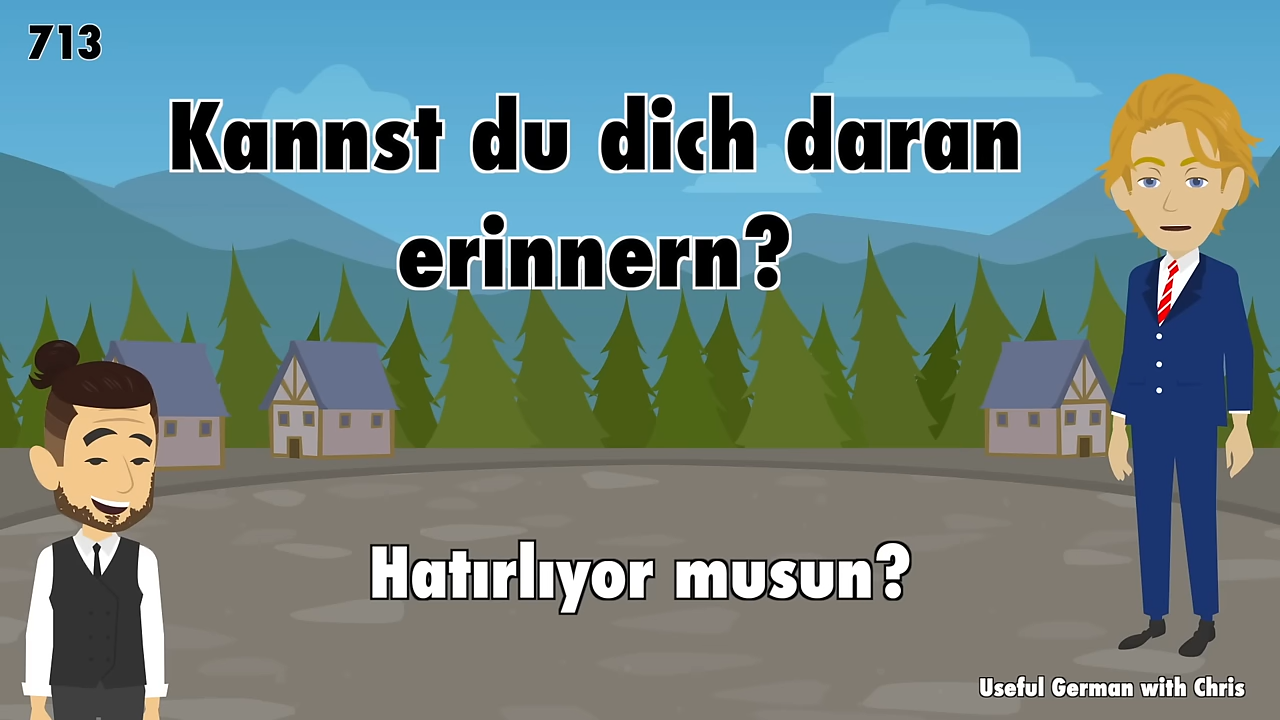 713
Kannst du dich daran
erinnern?
Hatırlıyor musun?
Useful German with Chris